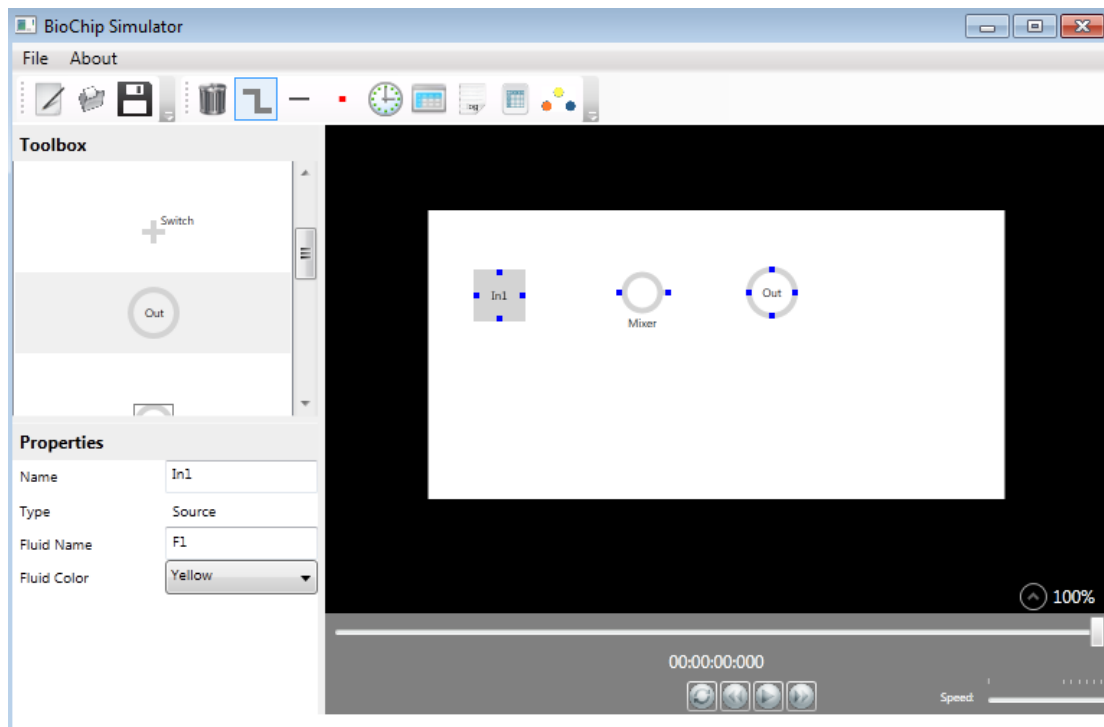 BioChip Simulator
File About
log
Toolbox
Switch
Out
In1
Out
Mixer
Properties
Name In1
Type Source
Fluid Name F1
Fluid Color Yellow
100%
00:00:00:000
Speed: